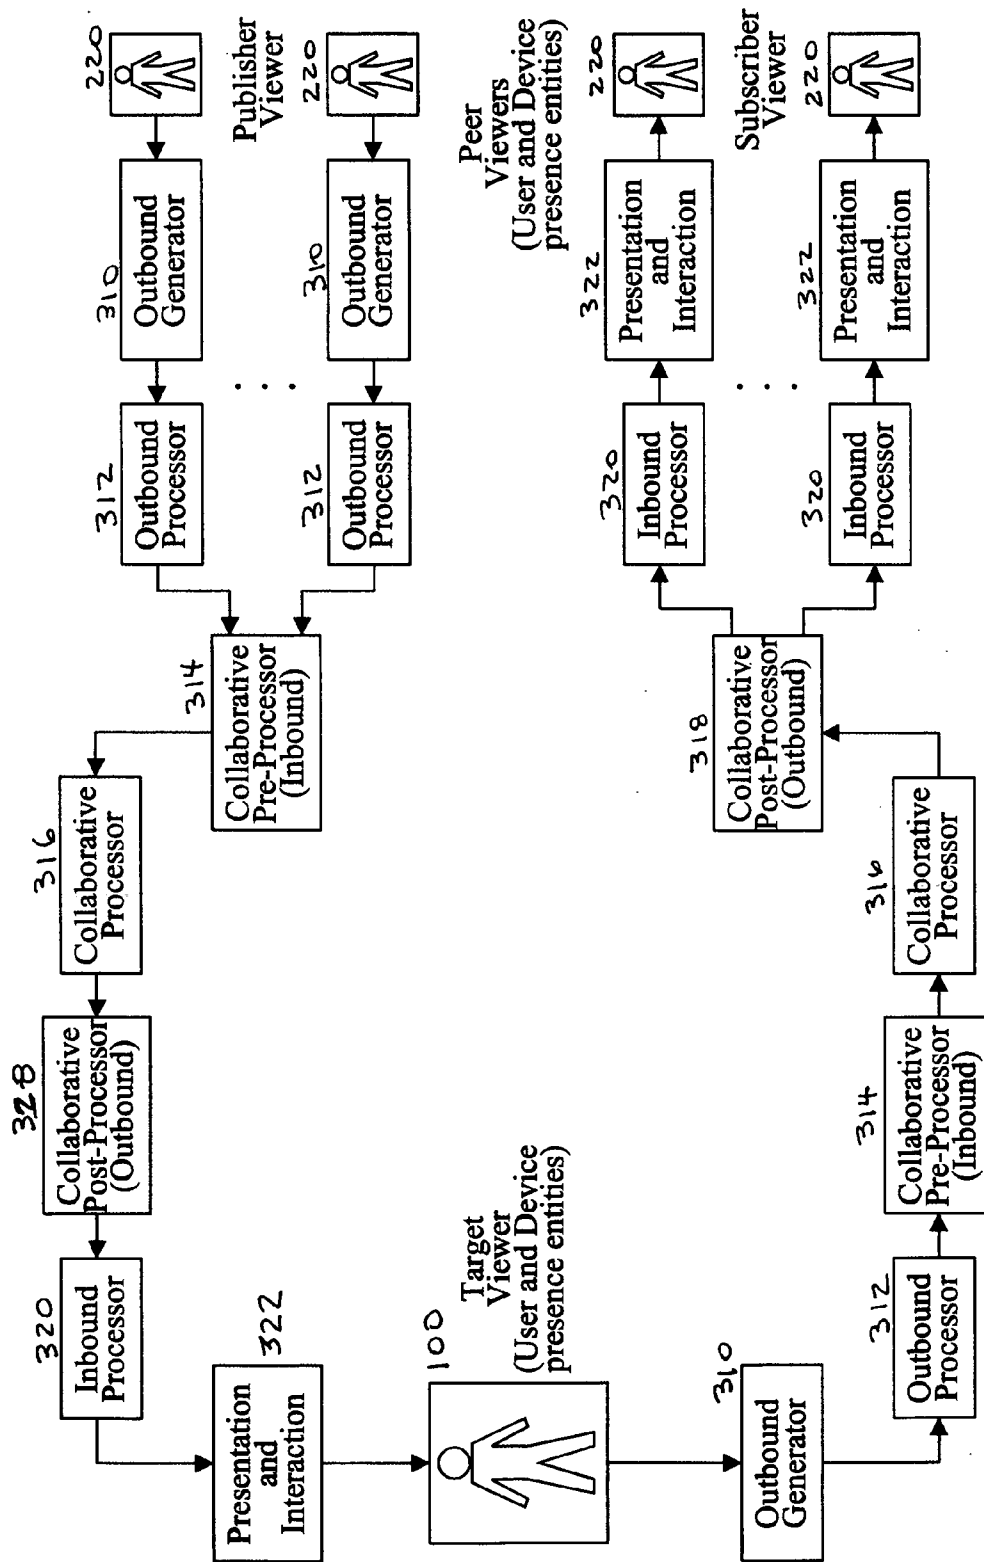 310
Outbound
Generator
100
Target
Viewer
(User and Device
presence entities)
322
Presentation
and
Interaction
320
Inbound
Processor
328
Collaborative
Post-Processor
(Outbound)
316
Collaborative
Processor
314
Collaborative
Pre-Processor
(Inbound)
312
Outbound
Processor
310
Outbound
Generator
220
. . .
Publisher
Viewer
312
Outbound
Processor
310
Outbound
Generator
220
312
Outbound
Processor
314
Collaborative
Pre-Processor
(Inbound)
316
Collaborative
Processor
318
Collaborative
Post-Processor
(Outbound)
320
Inbound
Processor
322
Presentation
and
Interaction
Peer
Viewers
(User and Device
presence entities)
220
. . .
320
Inbound
Processor
322
Presentation
and
Interaction
Subscriber
Viewer
220